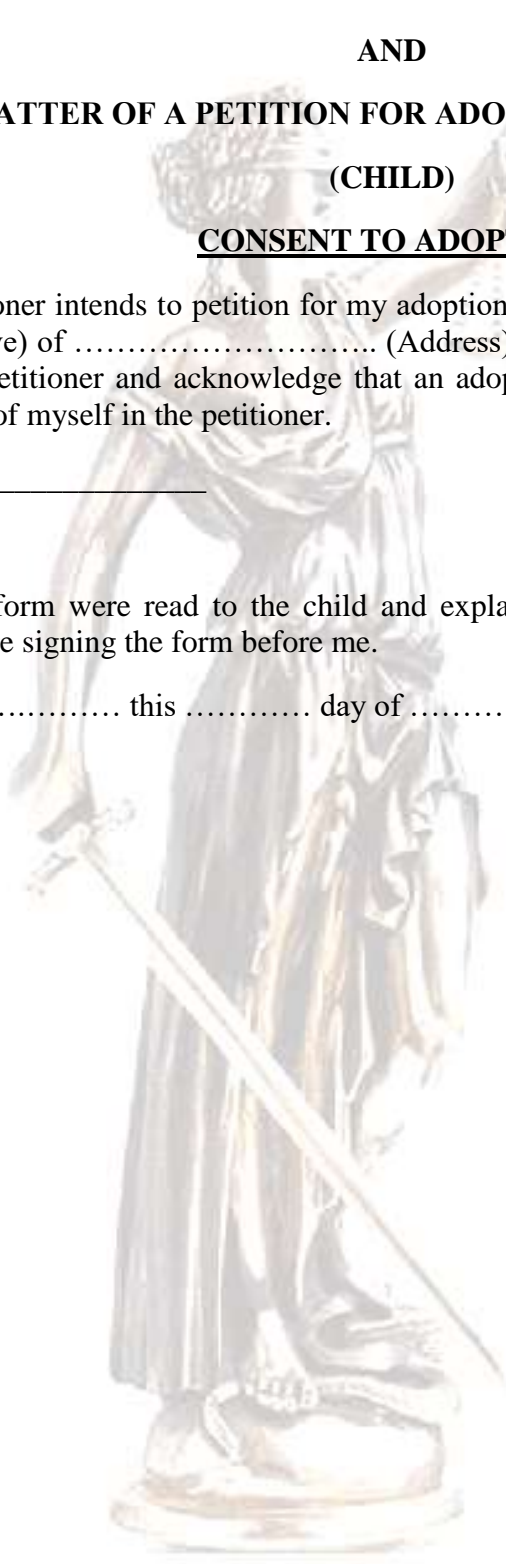 AND
ATTER OF A PETITION FOR ADO
(CHILD)
CONSENT TO ADOP
oner intends to petition for my adoption
ve) of ……………………….. (Address)
etitioner and acknowledge that an adop
of myself in the petitioner.
form were read to the child and expla
e signing the form before me.
………… this ………… day of ………